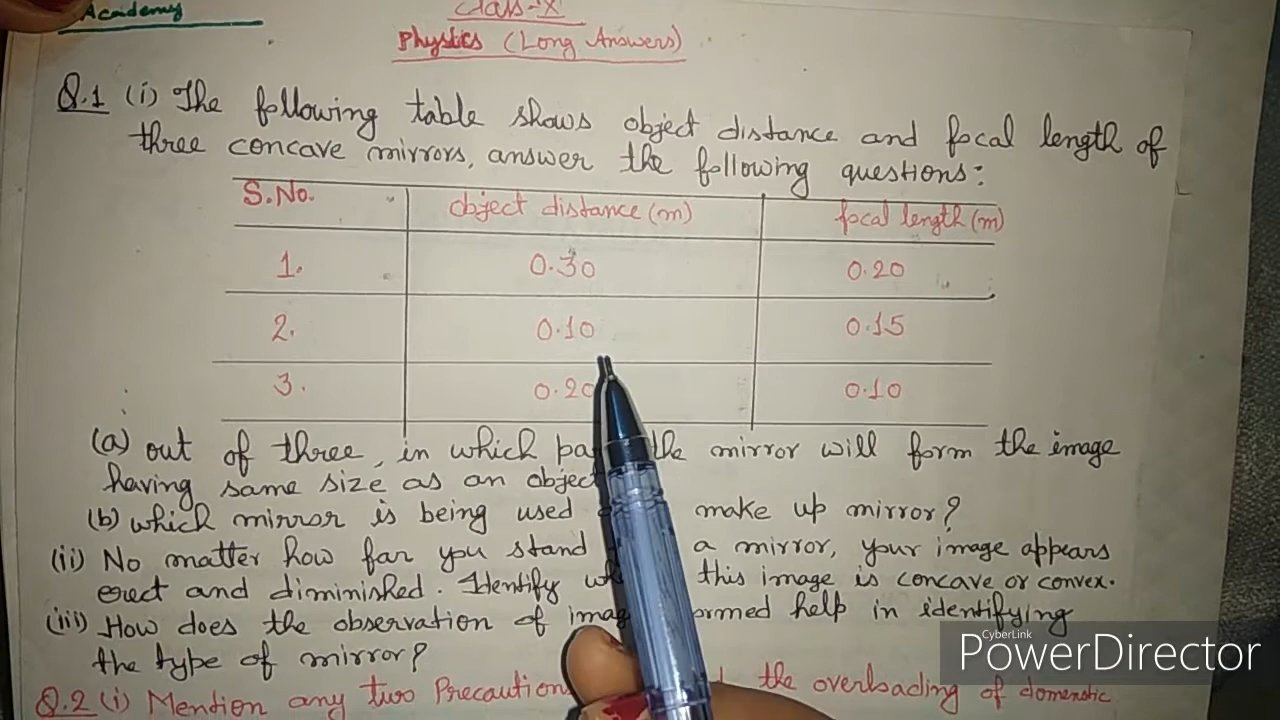 Academy
Class-X
Physics (Long Answers)
Q.1 (i) The following table shows object distance and focal length of
three concave mirrors, answer the following questions:
S.No. object distance (m) focal length (m)
1. 0.30 0.20
2. 0.10 0.15
3. 0.20 0.10
(a) out of three, in which the mirror will form the image
having same size as an object
(b) which mirror is being used make up mirror?
(ii) No matter how far you stand a mirror, your image appears
erect and diminished. Identify this image is concave or convex.
(iii) How does the observation of formed help in identifying
the type of mirror?
Q.2 (i) Mention any two Precautions the overloading of domestic
CyberLink
PowerDirector